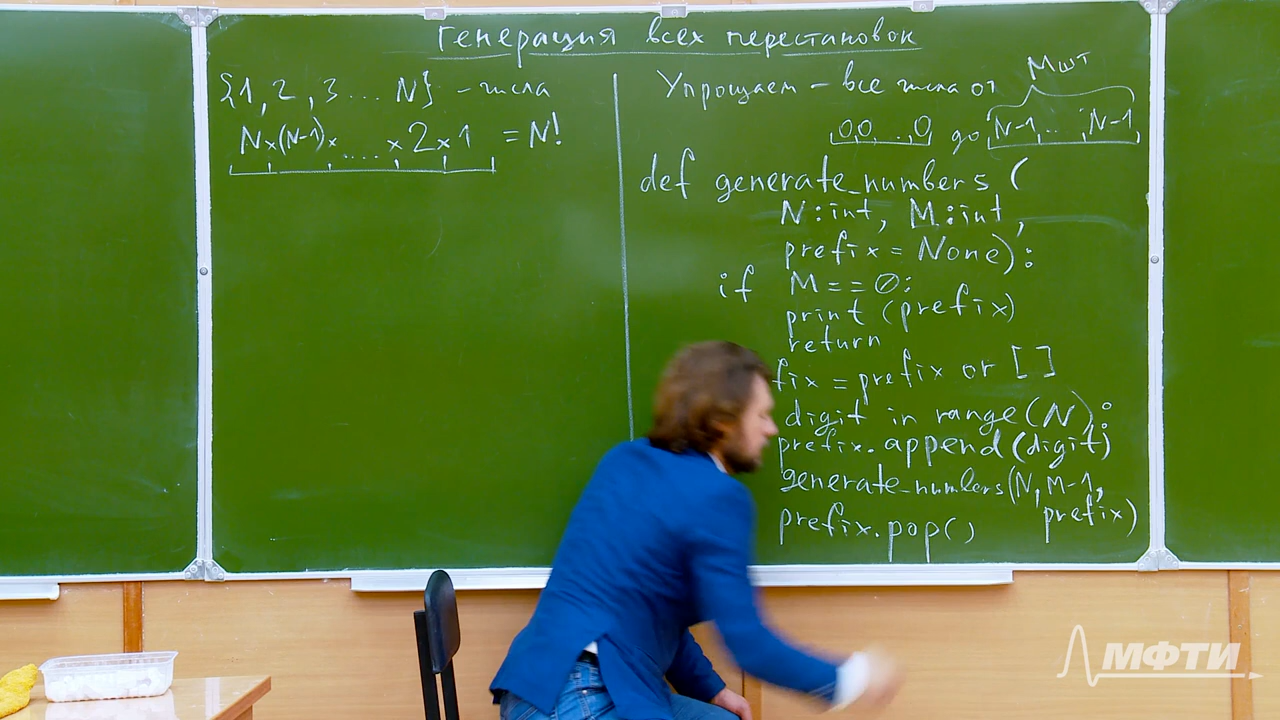 Генерация всех перестановок
{1, 2, 3 ... N} - числа
N×(N-1)× .... ×2×1 = N!
Упрощаем - все числа от
M шт
0,0,...,0 до N-1,...,N-1,
def generate_numbers (
N:int, M:int,
prefix = None):
if M == 0:
print (prefix)
return
fix = prefix or []
digit in range(N):
prefix.append(digit)
generate_numbers(N, M-1,
prefix)
prefix.pop()
МФТИ